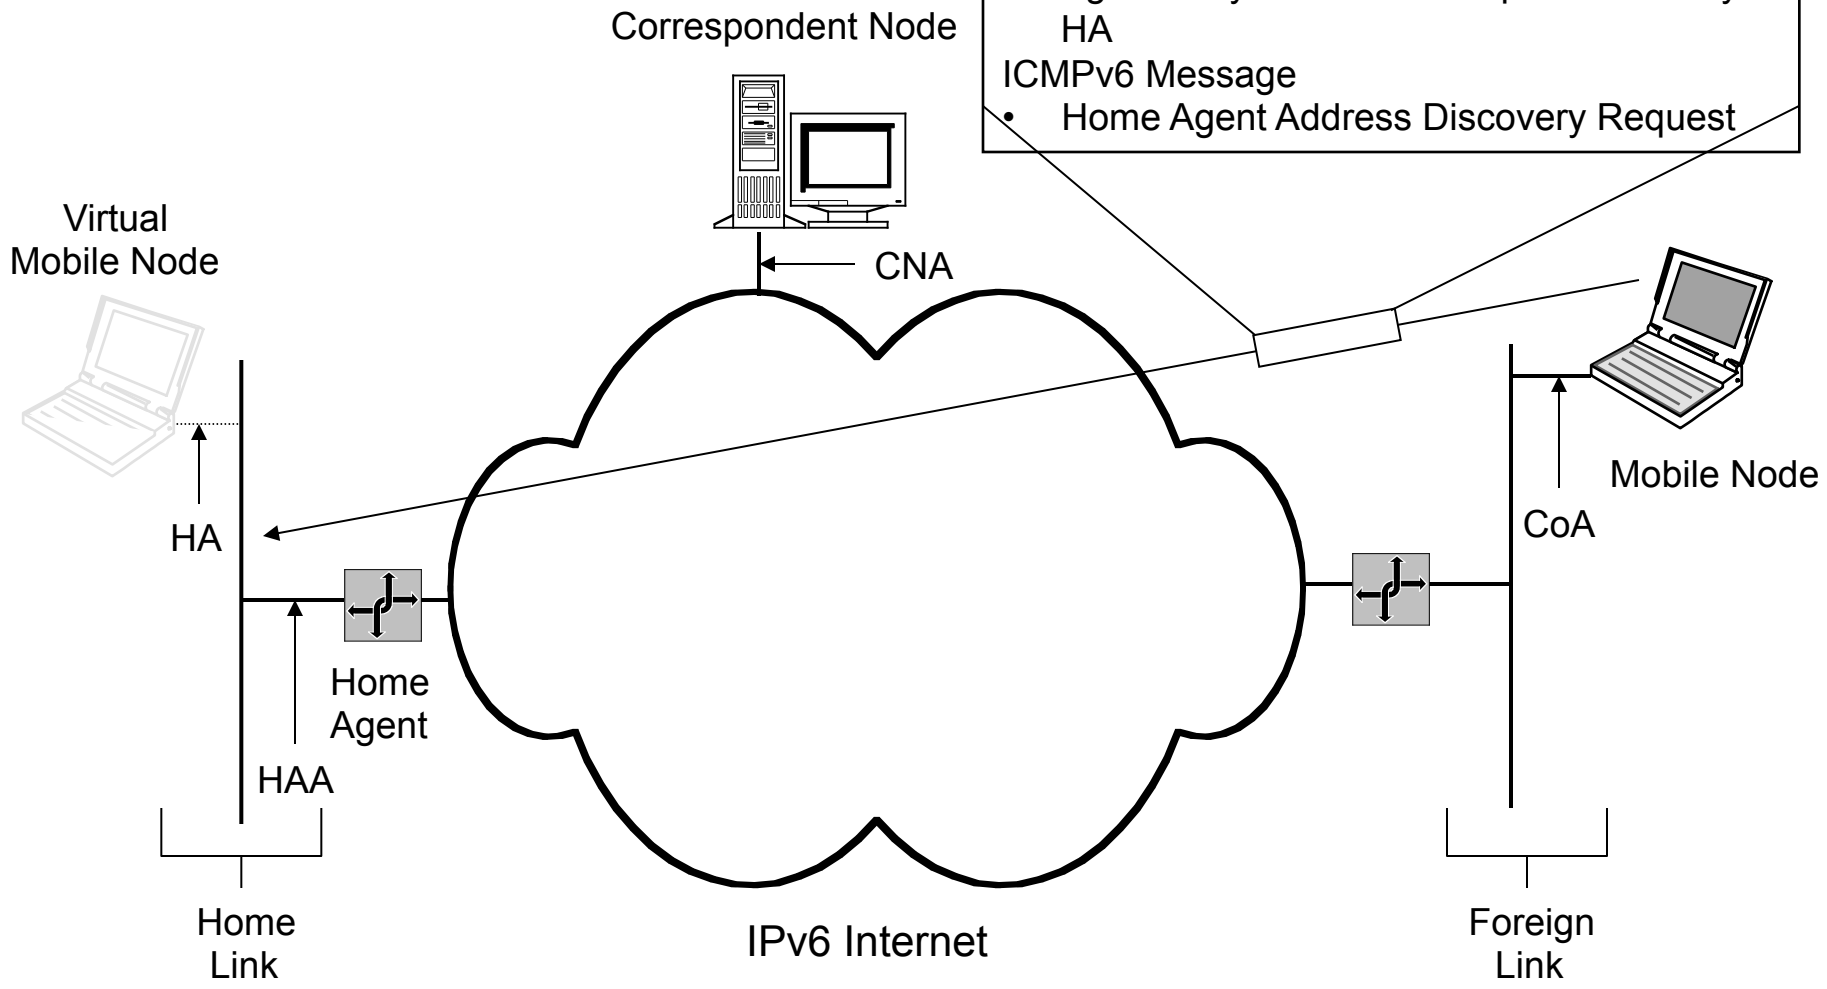 Correspondent Node
HA
ICMPv6 Message
• Home Agent Address Discovery Request
Virtual
Mobile Node
CNA
Mobile Node
HA
CoA
Home
Agent
HAA
Home
Link
IPv6 Internet
Foreign
Link